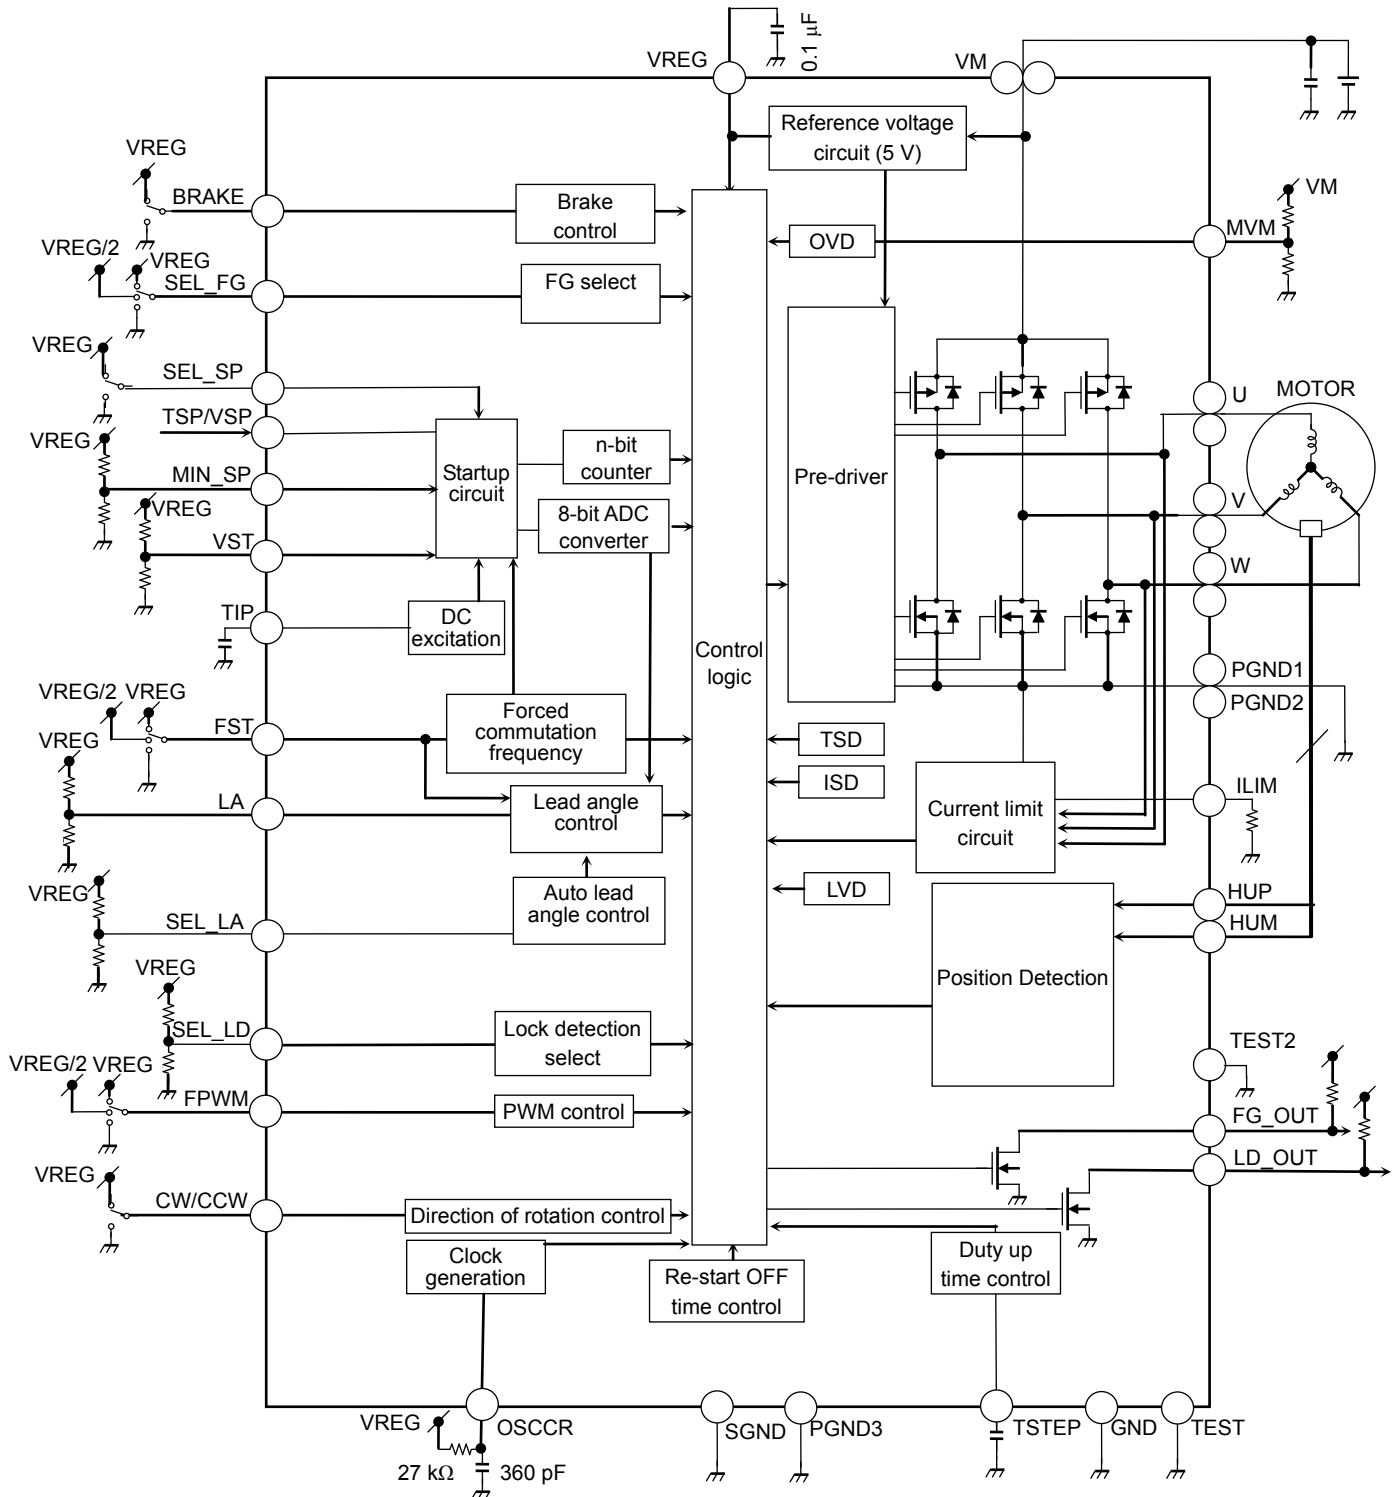 VREG
0.1 µF
VM
Reference voltage
circuit (5 V)
VREG
BRAKE
Brake
control
VM
MVM
OVD
VREG/2
VREG
SEL_FG
FG select
VREG
SEL_SP
TSP/VSP
VREG
MIN_SP
VREG
VST
Startup
circuit
n-bit
counter
8-bit ADC
converter
Pre-driver
U
MOTOR
V
W
TIP
DC
excitation
Control
logic
PGND1
PGND2
VREG/2
VREG
FST
VREG
Forced
commutation
frequency
TSD
ISD
LA
Lead angle
control
Current limit
circuit
ILIM
VREG
SEL_LA
Auto lead
angle control
LVD
HUP
HUM
Position Detection
VREG
SEL_LD
Lock detection
select
TEST2
VREG/2
VREG
FPWM
PWM control
FG_OUT
LD_OUT
VREG
CW/CCW
Direction of rotation control
Clock
generation
Re-start OFF
time control
Duty up
time control
VREG
OSCCR
27 kΩ
360 pF
SGND
PGND3
TSTEP
GND
TEST